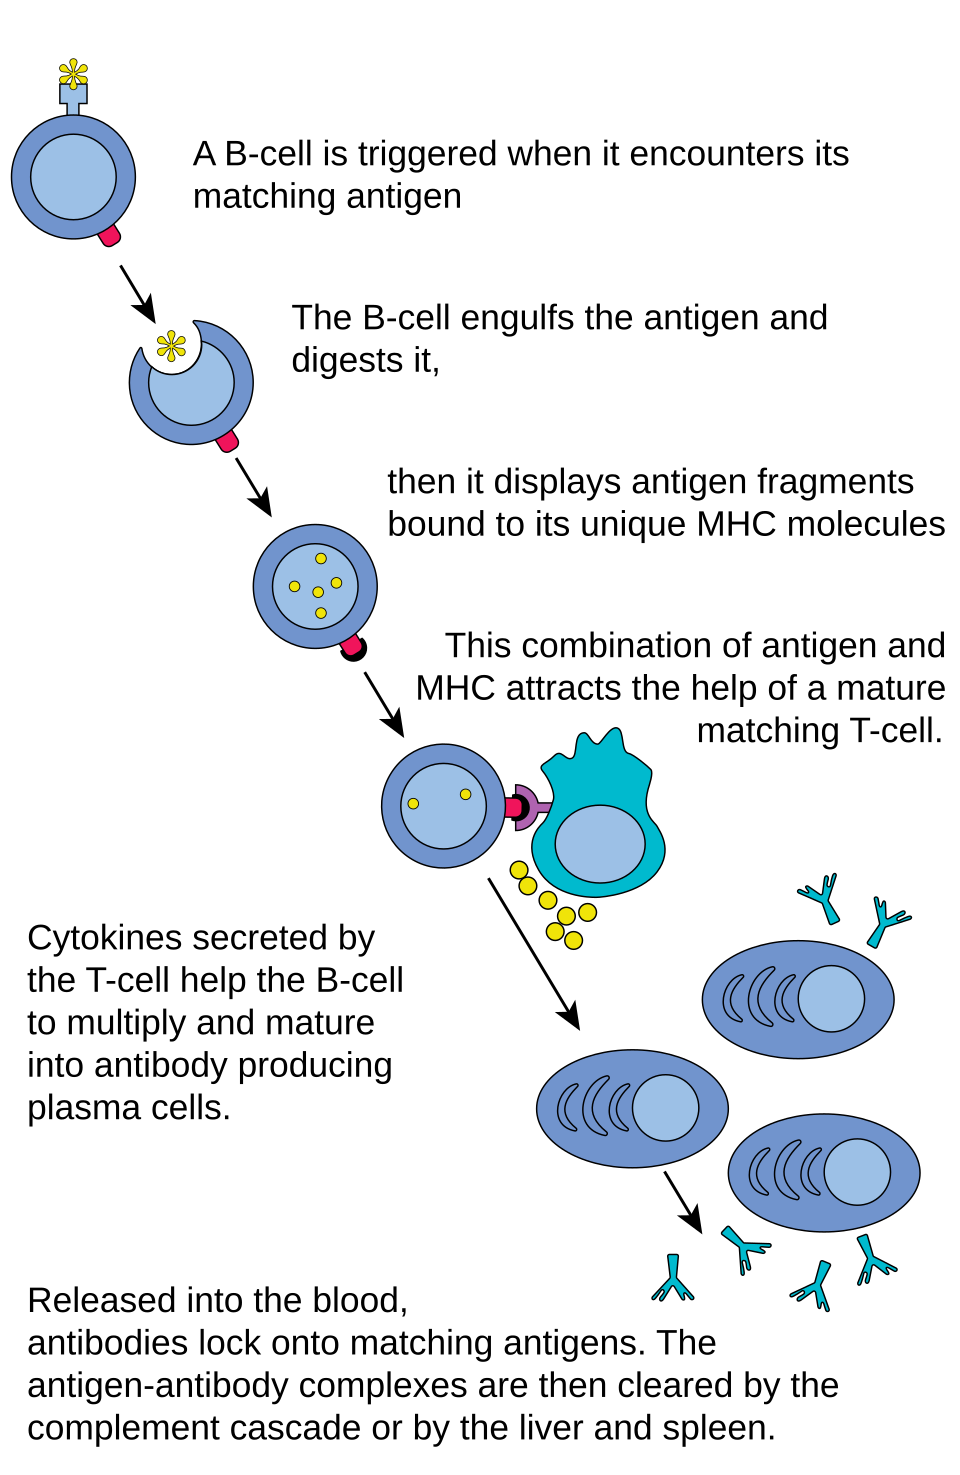 A B-cell is triggered when it encounters its
matching antigen
The B-cell engulfs the antigen and
digests it,
then it displays antigen fragments
bound to its unique MHC molecules
This combination of antigen and
MHC attracts the help of a mature
matching T-cell.
Cytokines secreted by
the T-cell help the B-cell
to multiply and mature
into antibody producing
plasma cells.
Released into the blood,
antibodies lock onto matching antigens. The
antigen-antibody complexes are then cleared by the
complement cascade or by the liver and spleen.